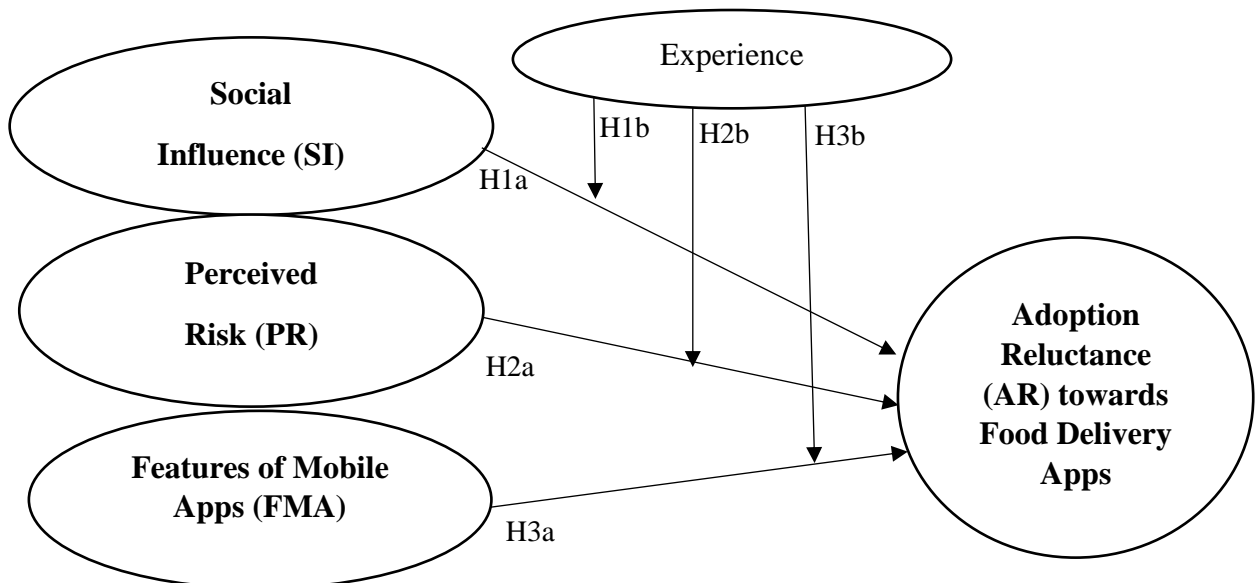 Experience
Social
Influence (SI)
H1b
H2b
H3b
H1a
Perceived
Risk (PR)
H2a
Adoption
Reluctance
(AR) towards
Food Delivery
Apps
Features of Mobile
Apps (FMA)
H3a